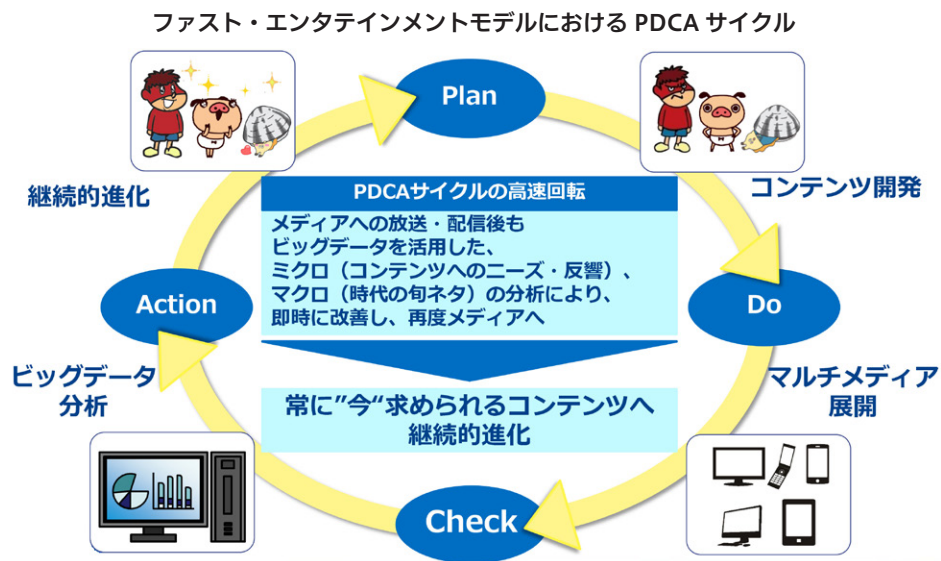 ファスト・エンタテインメントモデルにおける PDCA サイクル
Plan
コンテンツ開発
継続的進化
PDCAサイクルの高速回転
メディアへの放送・配信後も
ビッグデータを活用した、
ミクロ（コンテンツへのニーズ・反響）、
マクロ（時代の旬ネタ）の分析により、
即時に改善し、再度メディアへ
Action
Do
ビッグデータ
分析
マルチメディア
展開
常に”今“求められるコンテンツへ
継続的進化
Check